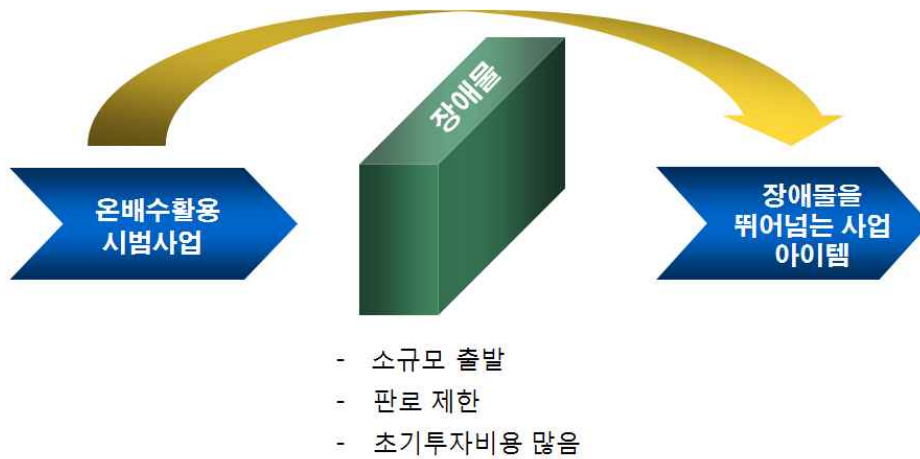 장애물
온배수활용
시범사업
장애물을
뛰어넘는 사업
아이템
- 소규모 출발
- 판로 제한
- 초기투자비용 많음